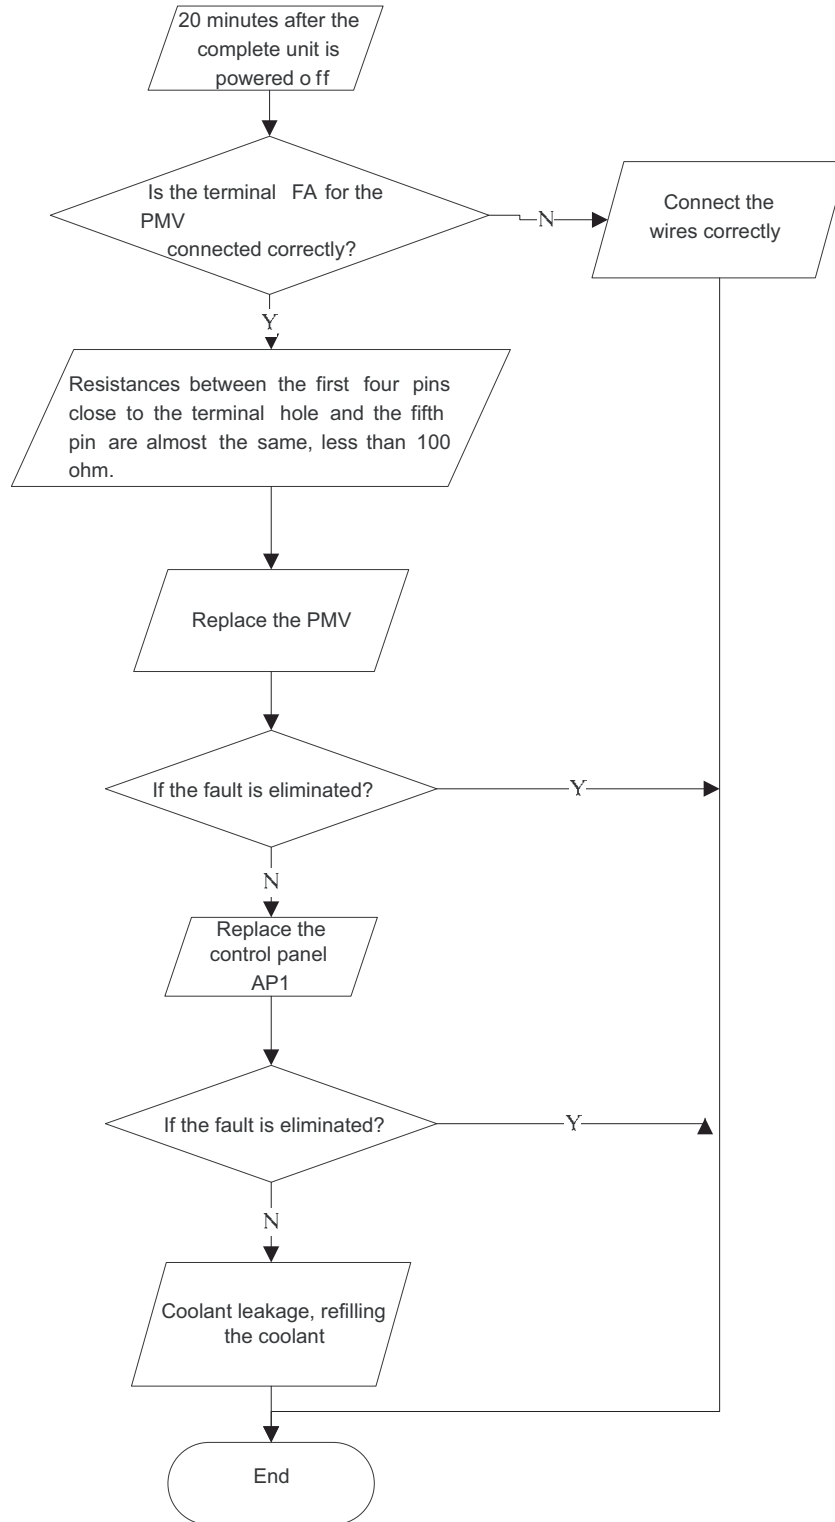 20 minutes after the
complete unit is
powered o ff
Is the terminal FA for the
PMV
connected correctly?
N
Connect the
wires correctly
Y
Resistances between the first four pins
close to the terminal hole and the fifth
pin are almost the same, less than 100
ohm.
Replace the PMV
If the fault is eliminated?
Y
N
Replace the
control panel
AP1
If the fault is eliminated?
Y
N
Coolant leakage, refilling
the coolant
End